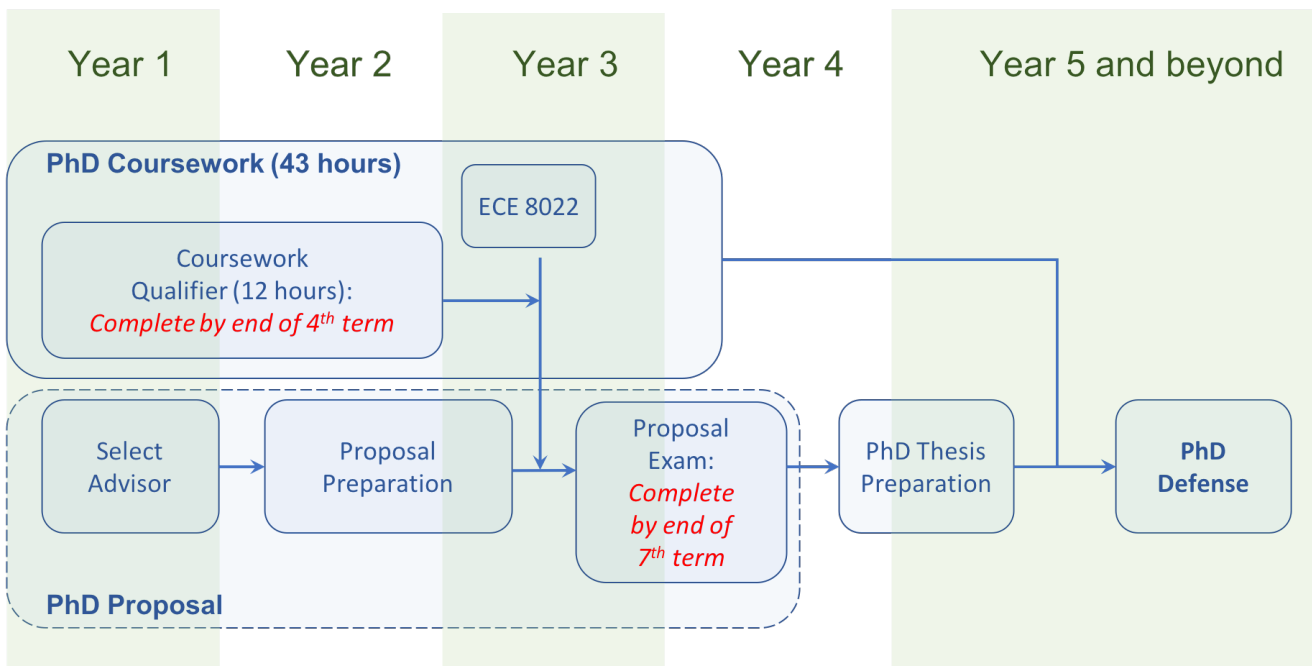 Year 1
Year 2
Year 3
Year 4
Year 5 and beyond
PhD Coursework (43 hours)
ECE 8022
Coursework
Qualifier (12 hours):
Complete by end of 4th term
Select
Advisor
Proposal
Preparation
Proposal
Exam:
Complete
by end of
7th term
PhD Thesis
Preparation
PhD
Defense
PhD Proposal